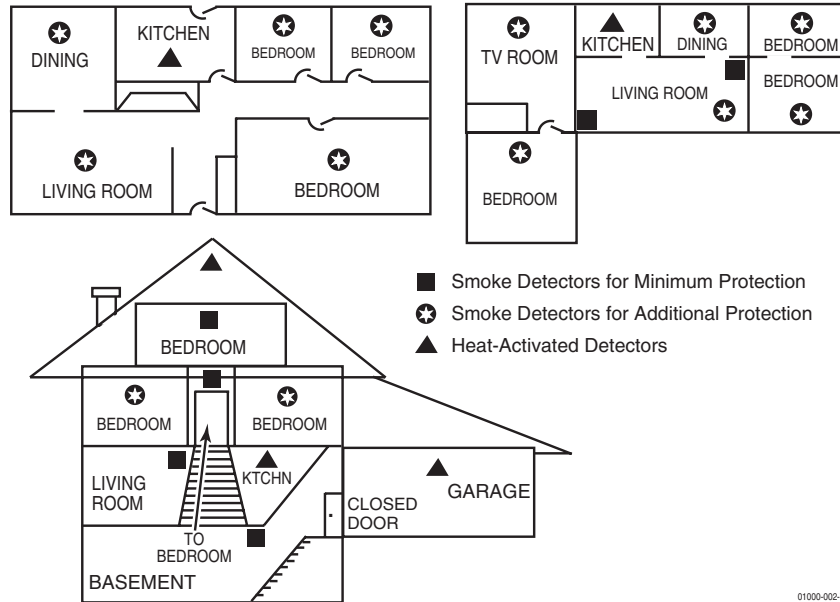 DINING
KITCHEN
BEDROOM
BEDROOM
LIVING ROOM
BEDROOM
TV ROOM
KITCHEN
DINING
BEDROOM
LIVING ROOM
BEDROOM
BEDROOM
Smoke Detectors for Minimum Protection
Smoke Detectors for Additional Protection
Heat-Activated Detectors
BEDROOM
BEDROOM
BEDROOM
LIVING
ROOM
KTCHN
CLOSED
DOOR
GARAGE
TO
BEDROOM
BASEMENT
01000-002-